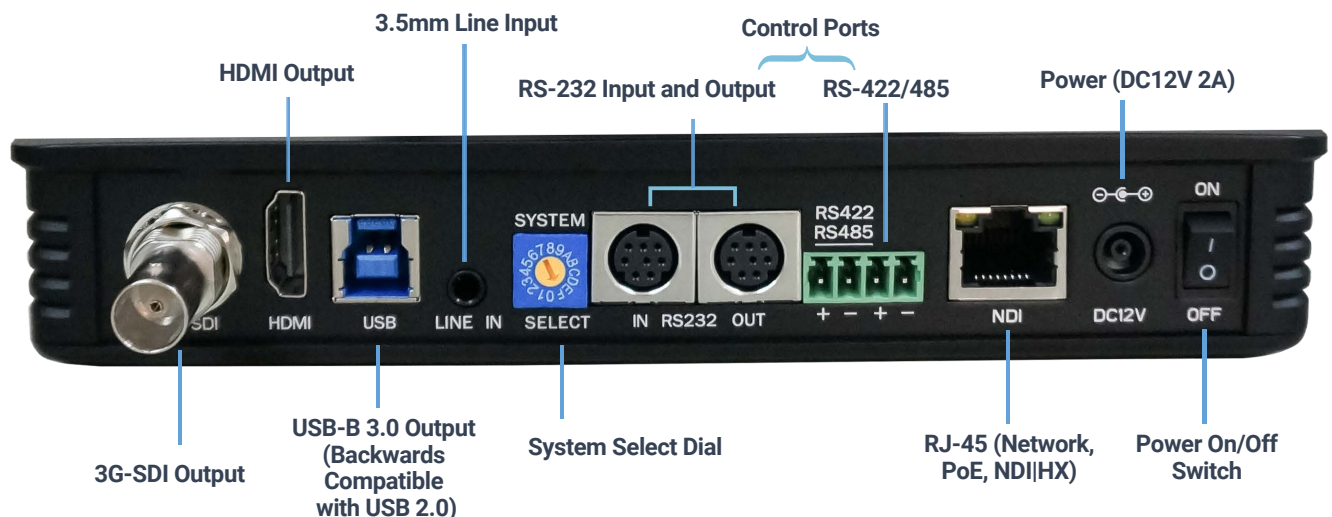 3.5mm Line Input
Control Ports
HDMI Output
RS-232 Input and Output
RS-422/485
Power (DC12V 2A)
ON
SYSTEM
RS422
RS485
0123456789ABCDEF
SDI
HDMI
USB
LINE IN
SELECT
IN RS232 OUT
+ - + -
NDI
DC12V
OFF
USB-B 3.0 Output
(Backwards
Compatible
with USB 2.0)
3G-SDI Output
System Select Dial
RJ-45 (Network,
PoE, NDI|HX)
Power On/Off
Switch